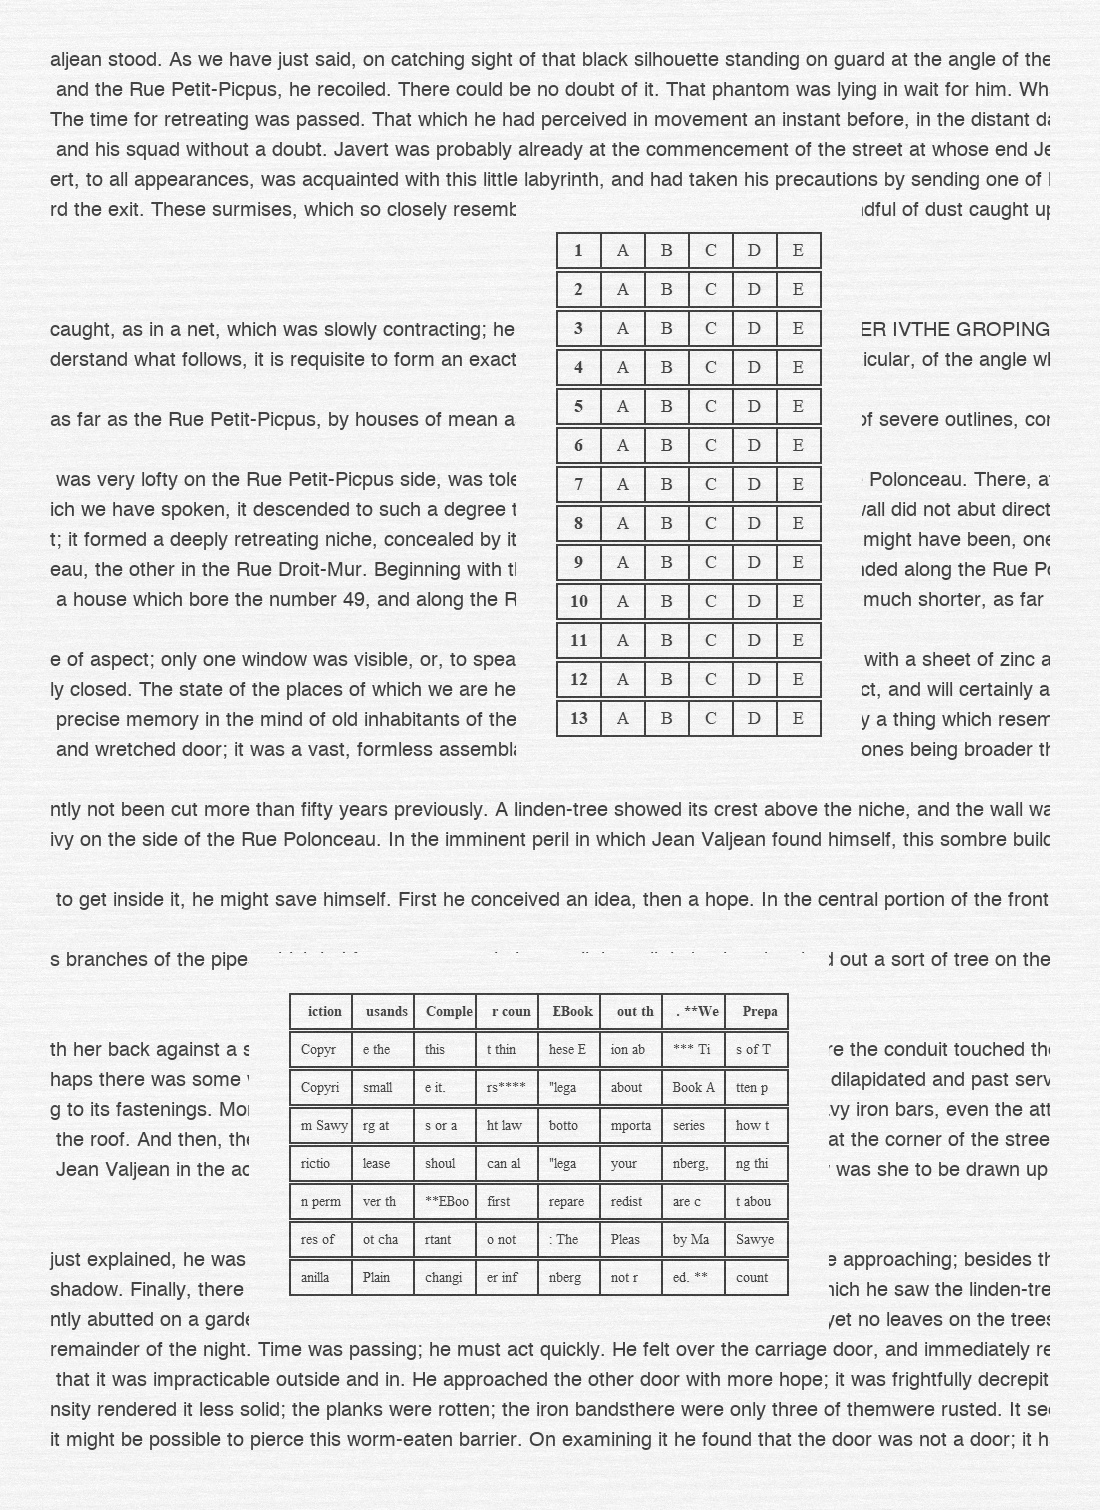 aljean stood. As we have just said, on catching sight of that black silhouette standing on guard at the angle of the
and the Rue Petit-Picpus, he recoiled. There could be no doubt of it. That phantom was lying in wait for him.
The time for retreating was passed. That which he had perceived in movement an instant before, in the distant
and his squad without a doubt. Javert was probably already at the commencement of the street at whose end
ert, to all appearances, was acquainted with this little labyrinth, and had taken his precautions by sending one of
rd the exit. These surmises, which so closely dful of dust caught
1 A B C D E
2 A B C D E
3 A B C D E
4 A B C D E
5 A B C D E
6 A B C D E
7 A B C D E
8 A B C D E
9 A B C D E
10 A B C D E
11 A B C D E
12 A B C D E
13 A B C D E
caught, as in a net, which was slowly contracting; he ER IVTHE GROPING
derstand what follows, it is requisite to form an exact icular, of the angle
as far as the Rue Petit-Picpus, by houses of mean a of severe outlines,
was very lofty on the Rue Petit-Picpus side, was Polonceau. There,
ich we have spoken, it descended to such a degree all did not abut direct
t; it formed a deeply retreating niche, concealed by it might have been,
eau, the other in the Rue Droit-Mur. Beginning with ded along the Rue
a house which bore the number 49, and along the much shorter, as far
e of aspect; only one window was visible, or, to spea with a sheet of zinc a
ly closed. The state of the places of which we are he ct, and will certainly a
precise memory in the mind of old inhabitants of the y a thing which resem
and wretched door; it was a vast, formless ones being broader
ntly not been cut more than fifty years previously. A linden-tree showed its crest above the niche, and the wall
ivy on the side of the Rue Polonceau. In the imminent peril in which Jean Valjean found himself, this sombre
to get inside it, he might save himself. First he conceived an idea, then a hope. In the central portion of the front
s branches of the pipe d out a sort of tree on the
iction usands Comple r coun EBook out th . **We Prepa
Copyr e the this t thin hese E ion ab *** Ti s of T
Copyri small e it. rs**** "lega about Book A tten p
m Sawy rg at s or a ht law botto mporta series how t
rictio lease shoul can al "lega your nberg, ng thi
n perm ver th **EBoo first repare redist are c t abou
res of ot cha rtant o not : The Pleas by Ma Sawye
anilla Plain changi er inf nberg not r ed. ** count
th her back against a re the conduit touched
haps there was some dilapidated and past serv
g to its fastenings. vy iron bars, even the att
the roof. And then, at the corner of the stree
Jean Valjean in the was she to be drawn up
just explained, he was e approaching; besides
shadow. Finally, there hich he saw the
ntly abutted on a yet no leaves on the trees
remainder of the night. Time was passing; he must act quickly. He felt over the carriage door, and immediately
that it was impracticable outside and in. He approached the other door with more hope; it was frightfully decrepit
nsity rendered it less solid; the planks were rotten; the iron bandsthere were only three of themwere rusted. It
it might be possible to pierce this worm-eaten barrier. On examining it he found that the door was not a door; it